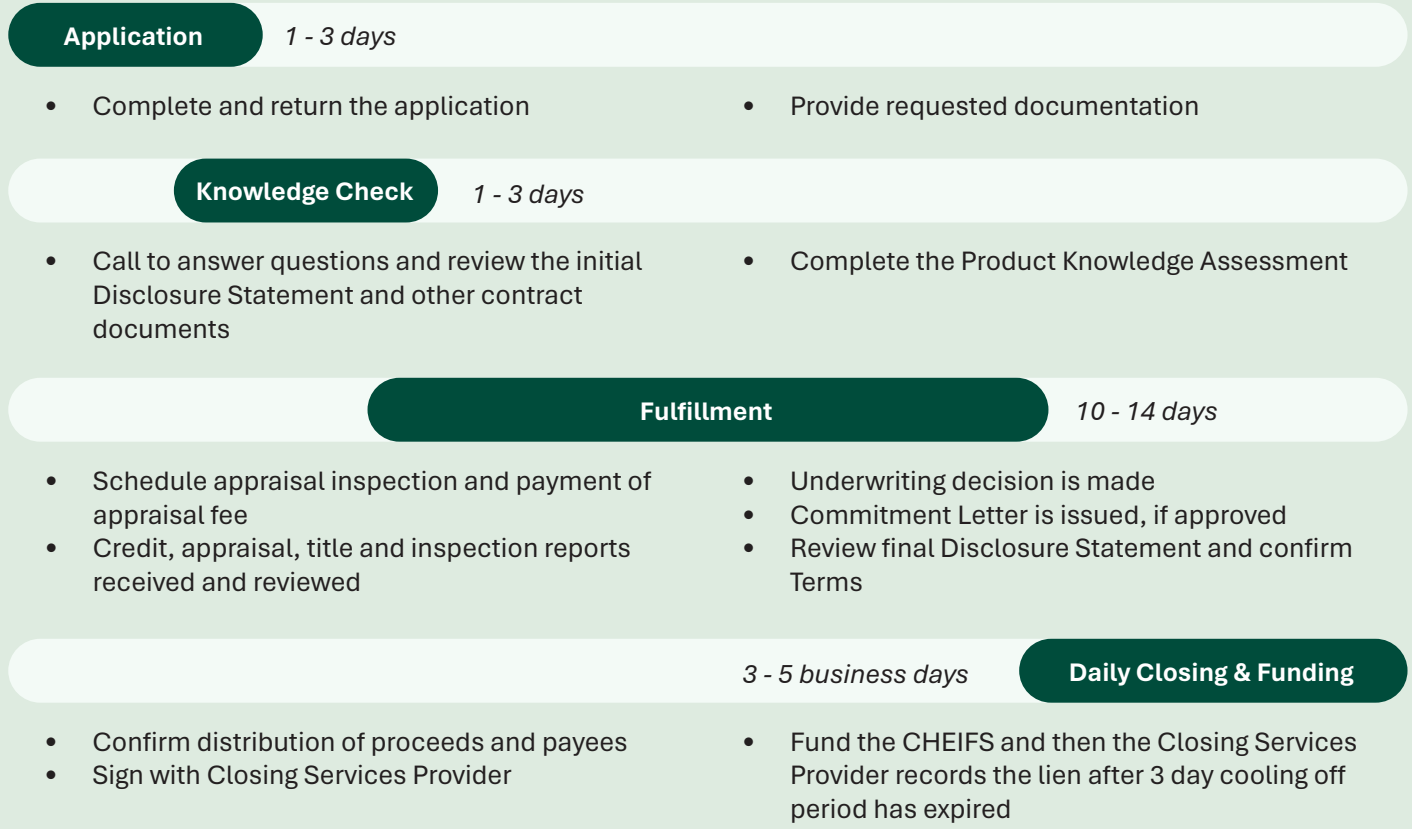 Application
1 - 3 days
• Complete and return the application
• Provide requested documentation
Knowledge Check
1 - 3 days
• Call to answer questions and review the initial
Disclosure Statement and other contract
documents
• Complete the Product Knowledge Assessment
Fulfillment
10 - 14 days
• Schedule appraisal inspection and payment of
appraisal fee
• Credit, appraisal, title and inspection reports
received and reviewed
• Underwriting decision is made
• Commitment Letter is issued, if approved
• Review final Disclosure Statement and confirm
Terms
3 - 5 business days
Daily Closing & Funding
• Confirm distribution of proceeds and payees
• Sign with Closing Services Provider
• Fund the CHEIFS and then the Closing Services
Provider records the lien after 3 day cooling off
period has expired